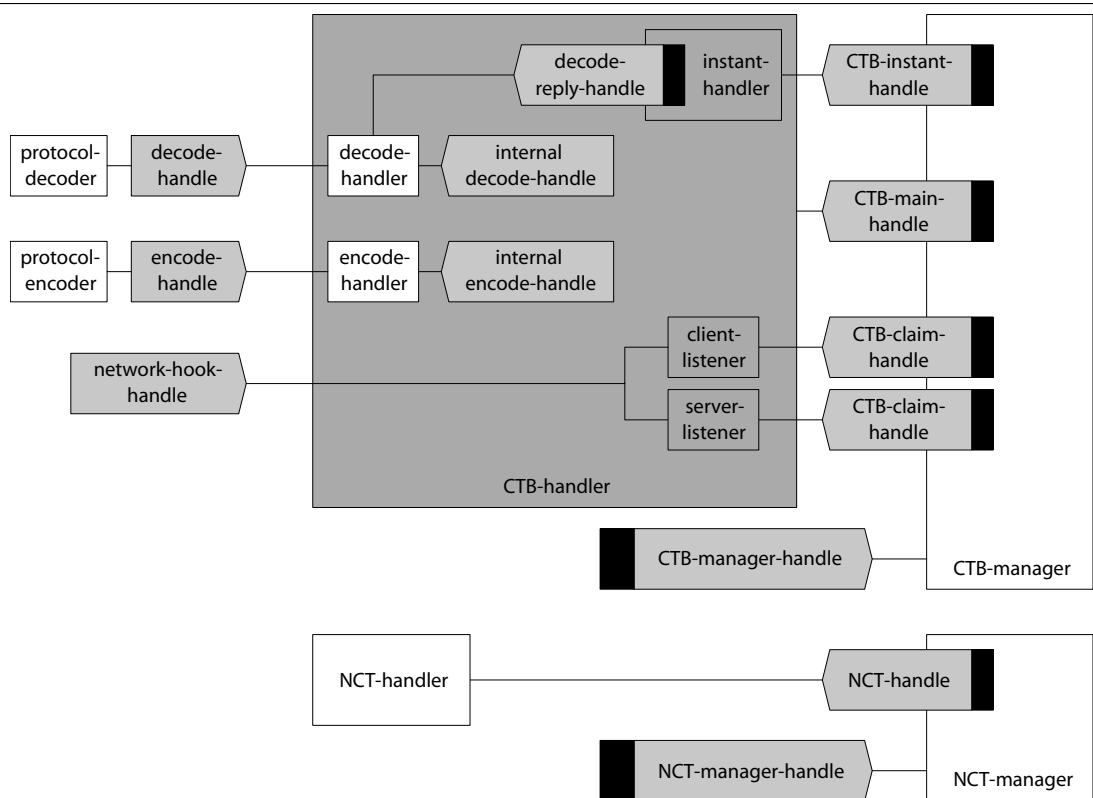 decode-
reply-handle
instant-
handler
CTB-instant-
handle
protocol-
decoder
decode-
handle
decode-
handler
internal
decode-handle
CTB-main-
handle
protocol-
encoder
encode-
handle
encode-
handler
internal
encode-handle
network-hook-
handle
client-
listener
CTB-claim-
handle
server-
listener
CTB-claim-
handle
CTB-handler
CTB-manager-handle
CTB-manager
NCT-handler
NCT-handle
NCT-manager-handle
NCT-manager